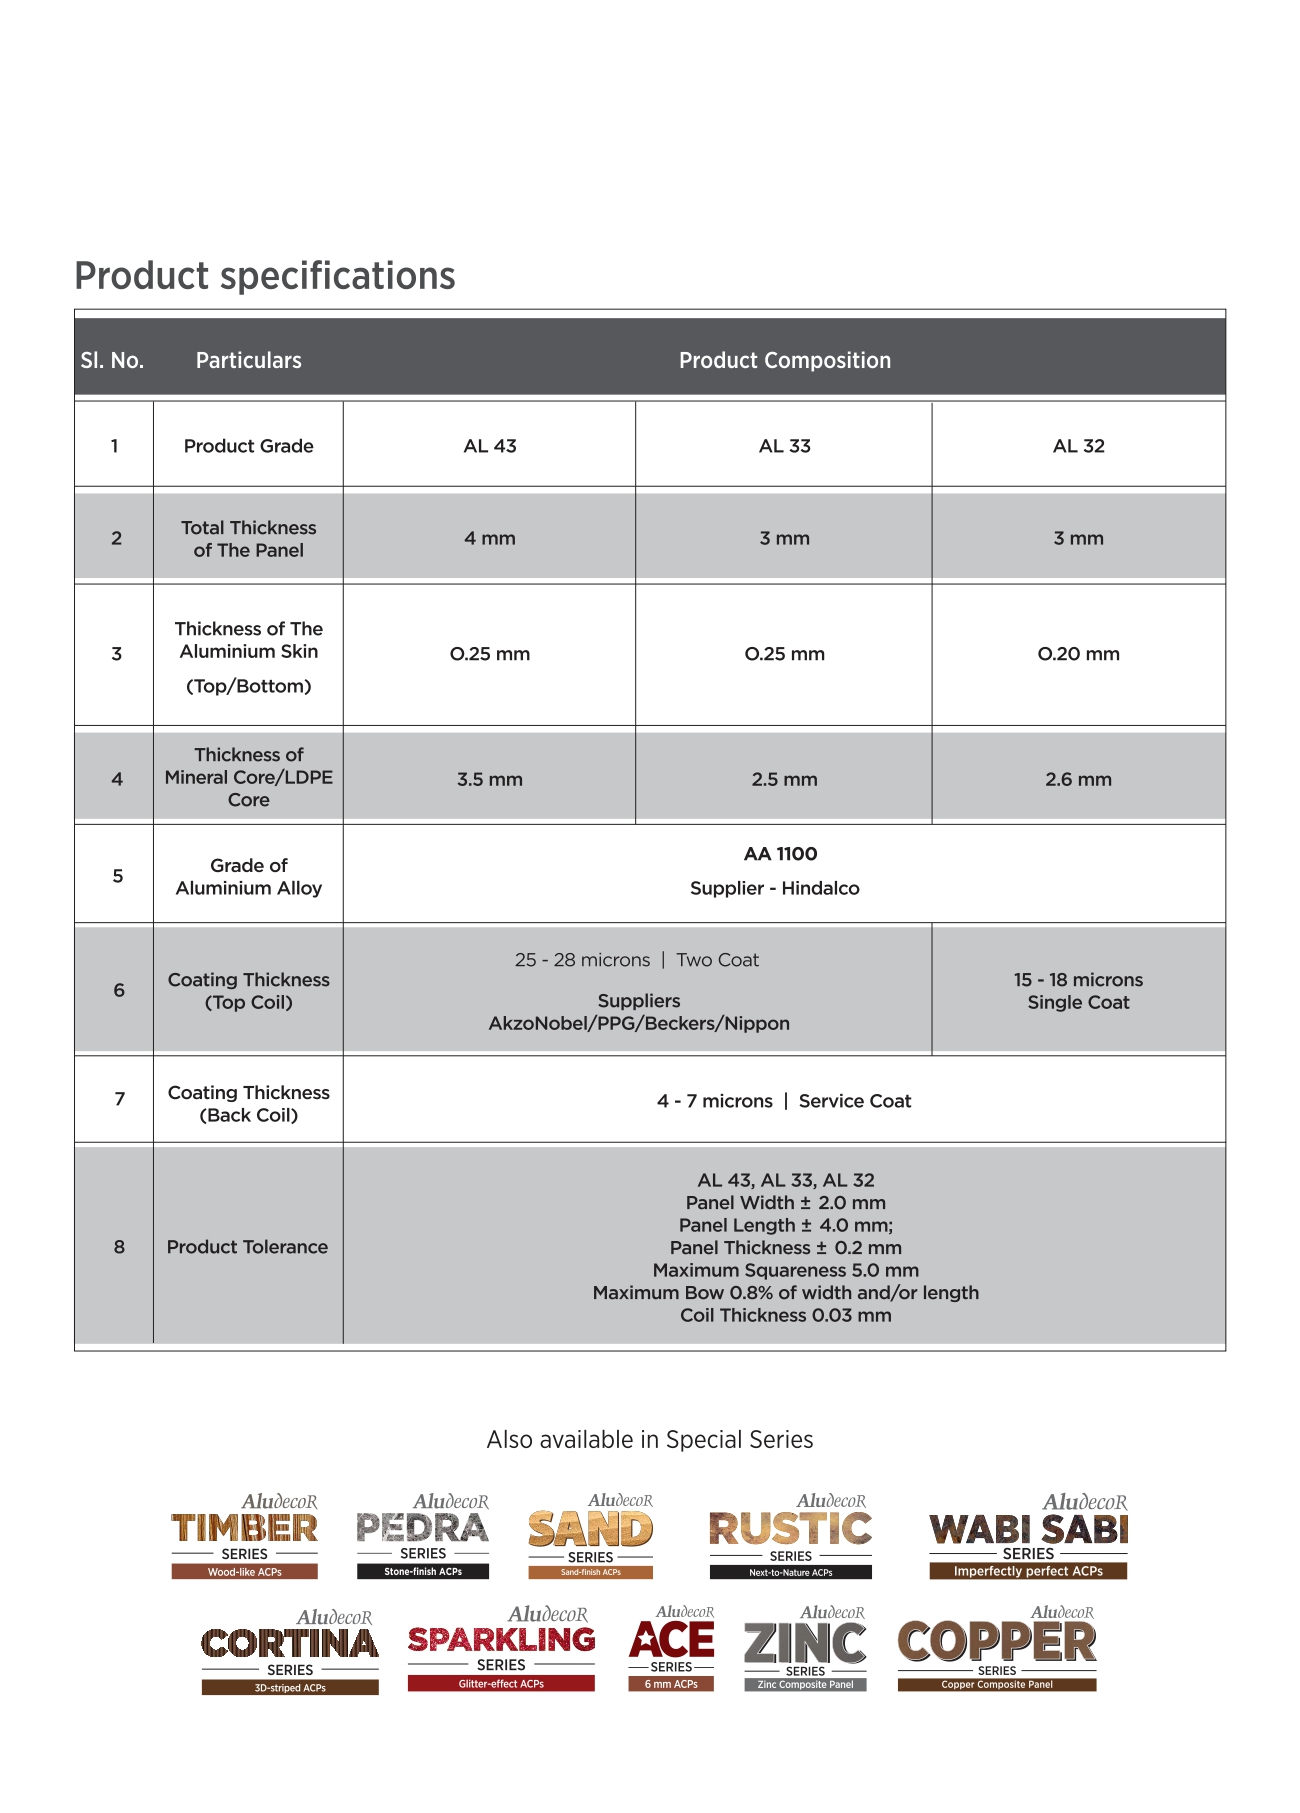 Product specifications
Sl. No. Particulars Product Composition
1 Product Grade AL 43 AL 33 AL 32
2 Total Thickness of The Panel 4 mm 3 mm 3 mm
3 Thickness of The Aluminium Skin (Top/Bottom) O.25 mm O.25 mm O.20 mm
4 Thickness of Mineral Core/LDPE Core 3.5 mm 2.5 mm 2.6 mm
5 Grade of Aluminium Alloy
AA 1100
Supplier - Hindalco
6 Coating Thickness (Top Coil)
25 - 28 microns | Two Coat
Suppliers
AkzoNobel/PPG/Beckers/Nippon
15 - 18 microns
Single Coat
7 Coating Thickness (Back Coil) 4 - 7 microns | Service Coat
8 Product Tolerance
AL 43, AL 33, AL 32
Panel Width ± 2.0 mm
Panel Length ± 4.0 mm;
Panel Thickness ± 0.2 mm
Maximum Squareness 5.0 mm
Maximum Bow 0.8% of width and/or length
Coil Thickness 0.03 mm
Also available in Special Series
AludecoR
TIMBER
SERIES
Wood-like ACPs
AludecoR
PEDRA
SERIES
Stone-finish ACPs
AludecoR
SAND
SERIES
Sand-finish ACPs
AludecoR
RUSTIC
SERIES
Next-to-Nature ACPs
AludecoR
WABI SABI
SERIES
Imperfectly perfect ACPs
AludecoR
CORTINA
SERIES
3D-striped ACPs
AludecoR
SPARKLING
SERIES
Glitter-effect ACPs
AludecoR
ACE
SERIES
6 mm ACPs
AludecoR
ZINC
SERIES
Zinc Composite Panel
AludecoR
COPPER
SERIES
Copper Composite Panel